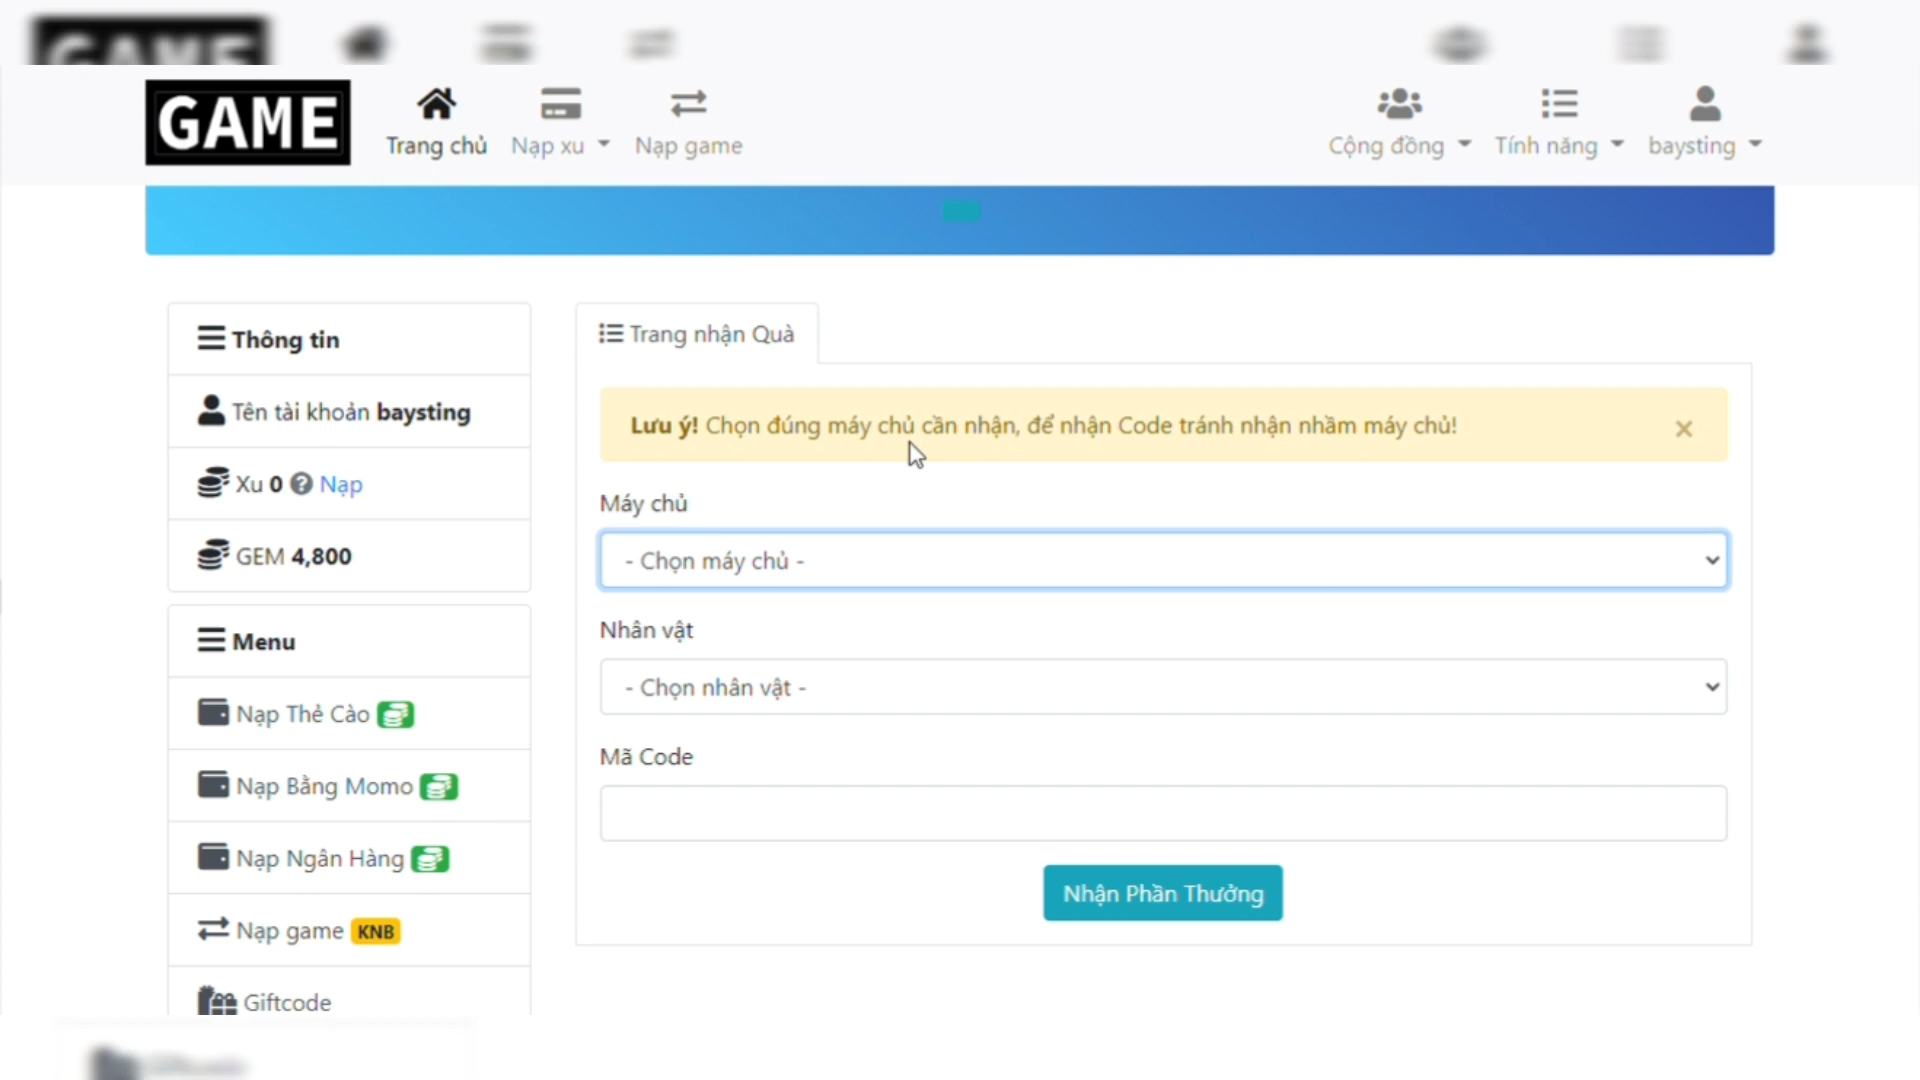 GAME
Trang chủ
Nạp xu
Nạp game
Cộng đồng
Tính năng
baysting
Thông tin
Tên tài khoản baysting
Xu 0 Nạp
GEM 4,800
Menu
Nạp Thẻ Cào
Nạp Bằng Momo
Nạp Ngân Hàng
Nạp game KNB
Giftcode
Trang nhận Quà
Lưu ý! Chọn đúng máy chủ cần nhận, để nhận Code tránh nhận nhầm máy chủ!
Máy chủ
- Chọn máy chủ -
Nhân vật
- Chọn nhân vật -
Mã Code
Nhận Phần Thưởng